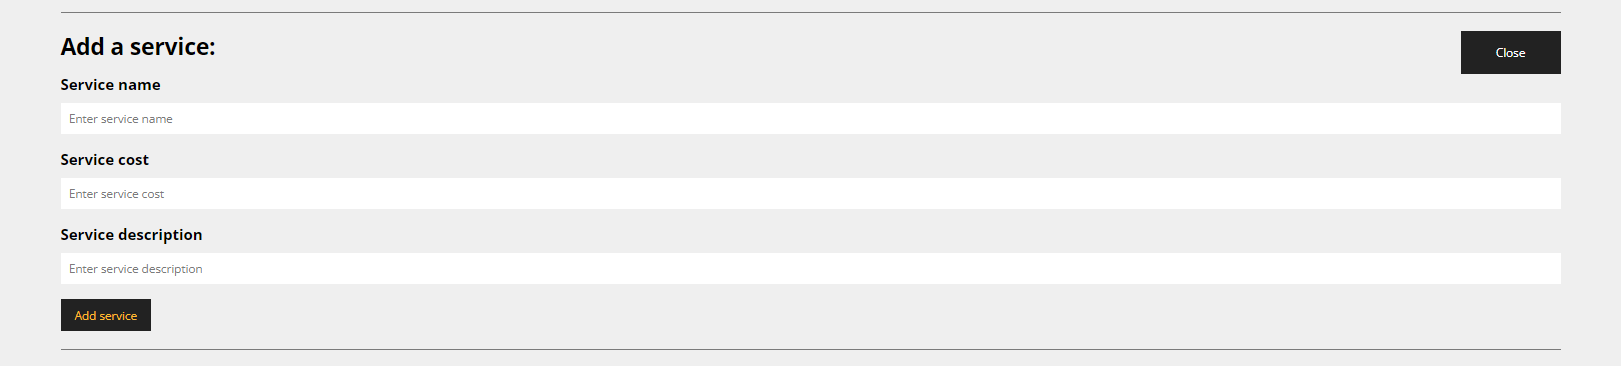 Add a service:
Close
Service name
Enter service name
Service cost
Enter service cost
Service description
Enter service description
Add service